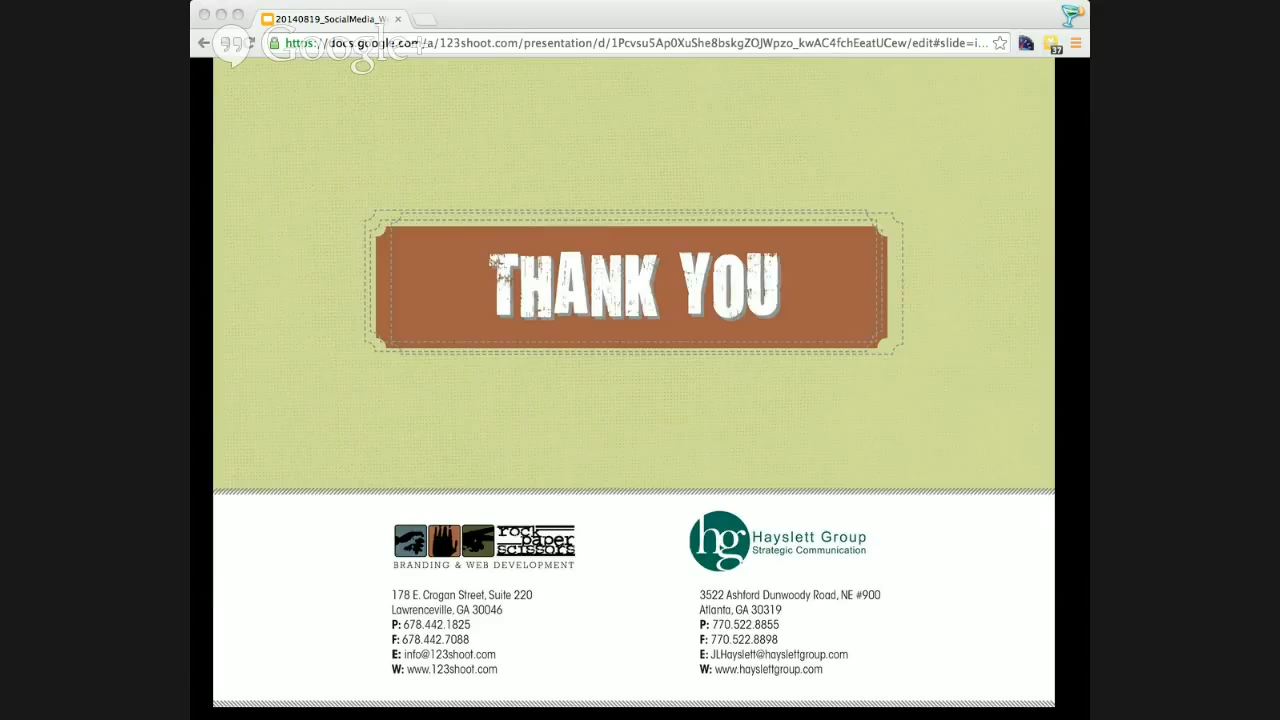 20140819_SocialMedia_W
https://docs.google.com/a/123shoot.com/presentation/d/1Pcvsu5Ap0XuShe8bskgZOJWpzo_kwAC4fchEeatUCew/edit#slide=i...
37
Google+
THANK YOU
rock
paper
scissors
BRANDING & WEB DEVELOPMENT
178 E. Crogan Street, Suite 220
Lawrenceville, GA 30046
P: 678.442.1825
F: 678.442.7088
E: info@123shoot.com
W: www.123shoot.com
hg
Hayslett Group
Strategic Communication
3522 Ashford Dunwoody Road, NE #900
Atlanta, GA 30319
P: 770.522.8855
F: 770.522.8898
E: JLHayslett@hayslettgroup.com
W: www.hayslettgroup.com